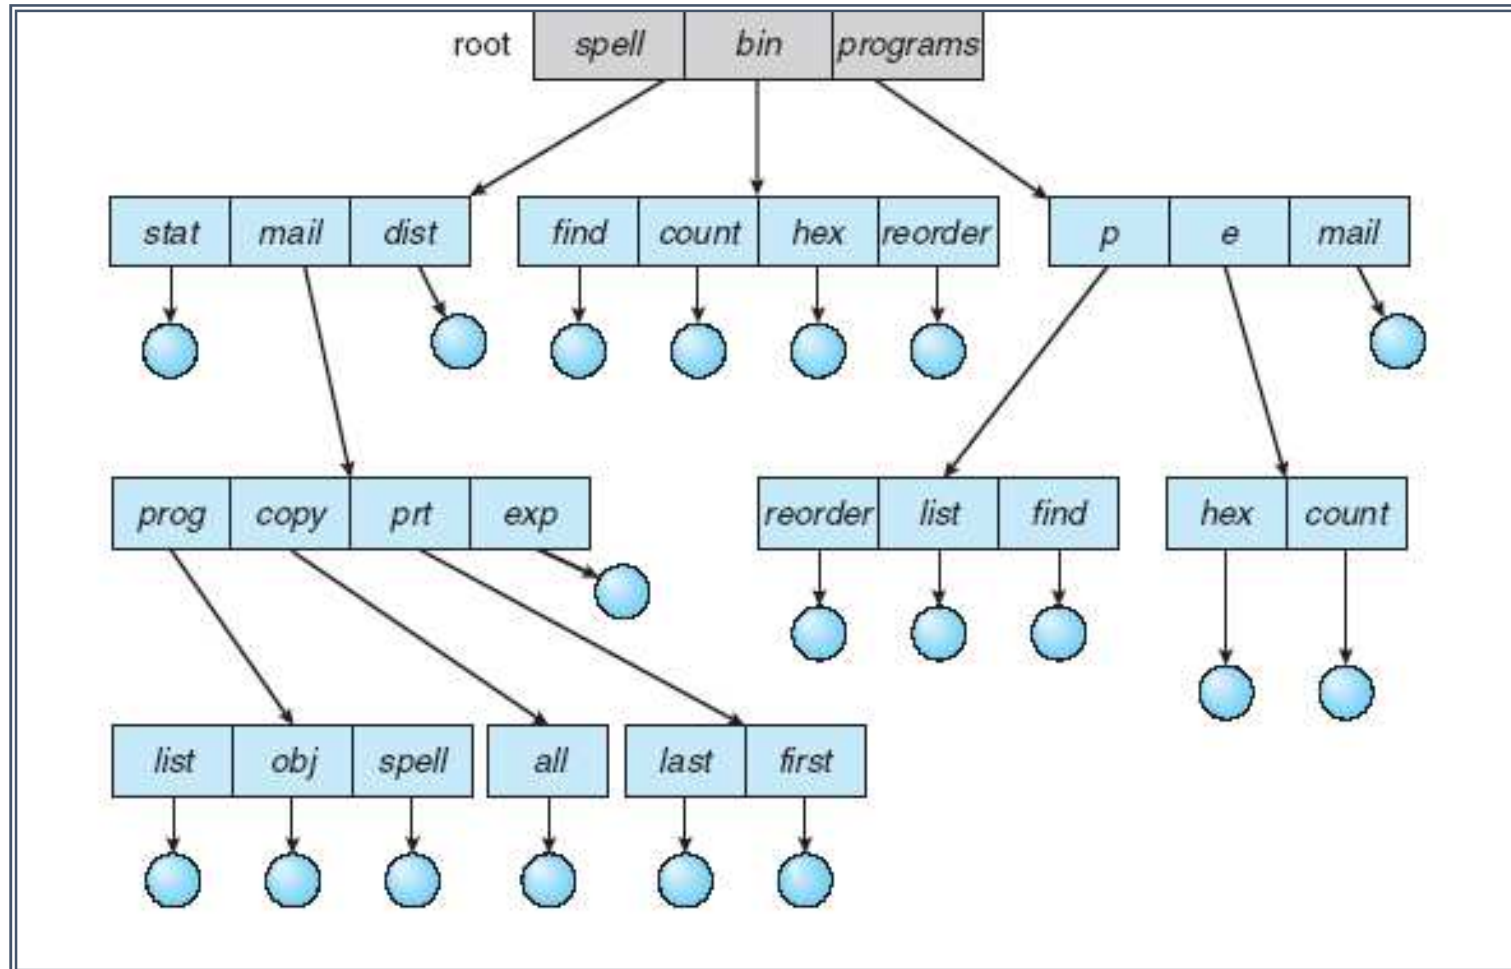 root spell bin programs
stat mail dist find count hex reorder p e mail
prog copy prt exp reorder list find hex count
list obj spell all last first